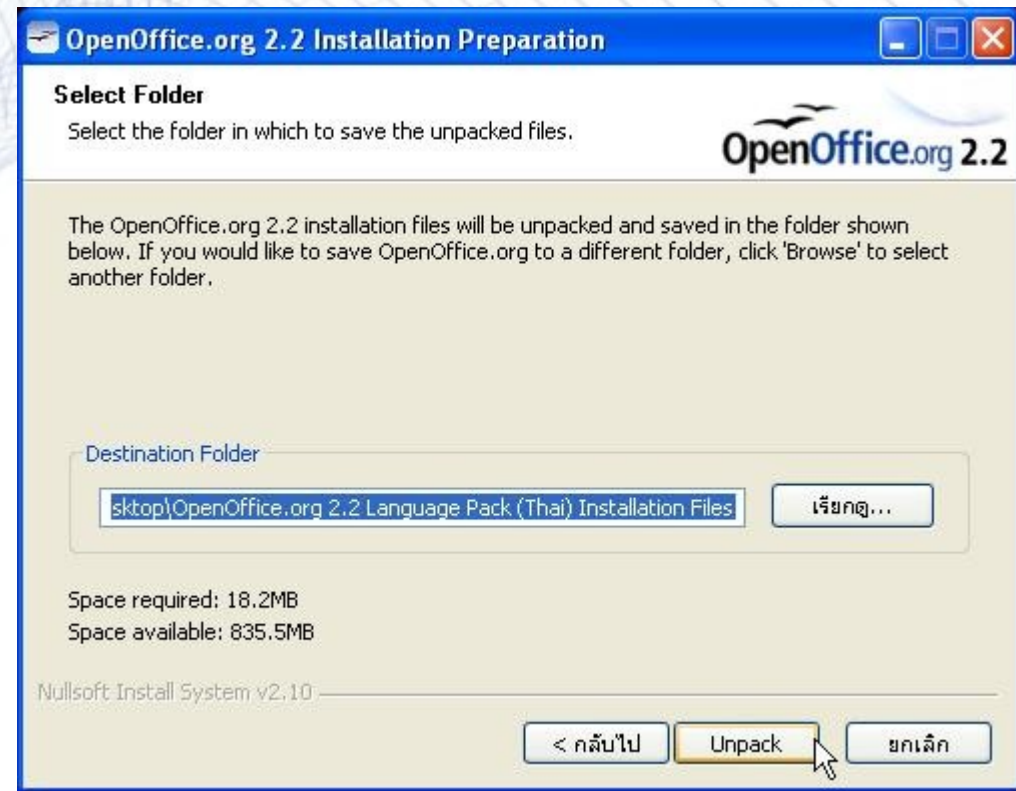 OpenOffice.org 2.2 Installation Preparation
Select Folder
Select the folder in which to save the unpacked files.
OpenOffice.org 2.2
The OpenOffice.org 2.2 installation files will be unpacked and saved in the folder shown
below. If you would like to save OpenOffice.org to a different folder, click 'Browse' to select
another folder.
Destination Folder
sktop\OpenOffice.org 2.2 Language Pack (Thai) Installation Files
เรียกดู...
Space required: 18.2MB
Space available: 835.5MB
Nullsoft Install System v2.10
< กลับไป
Unpack
ยกเลิก